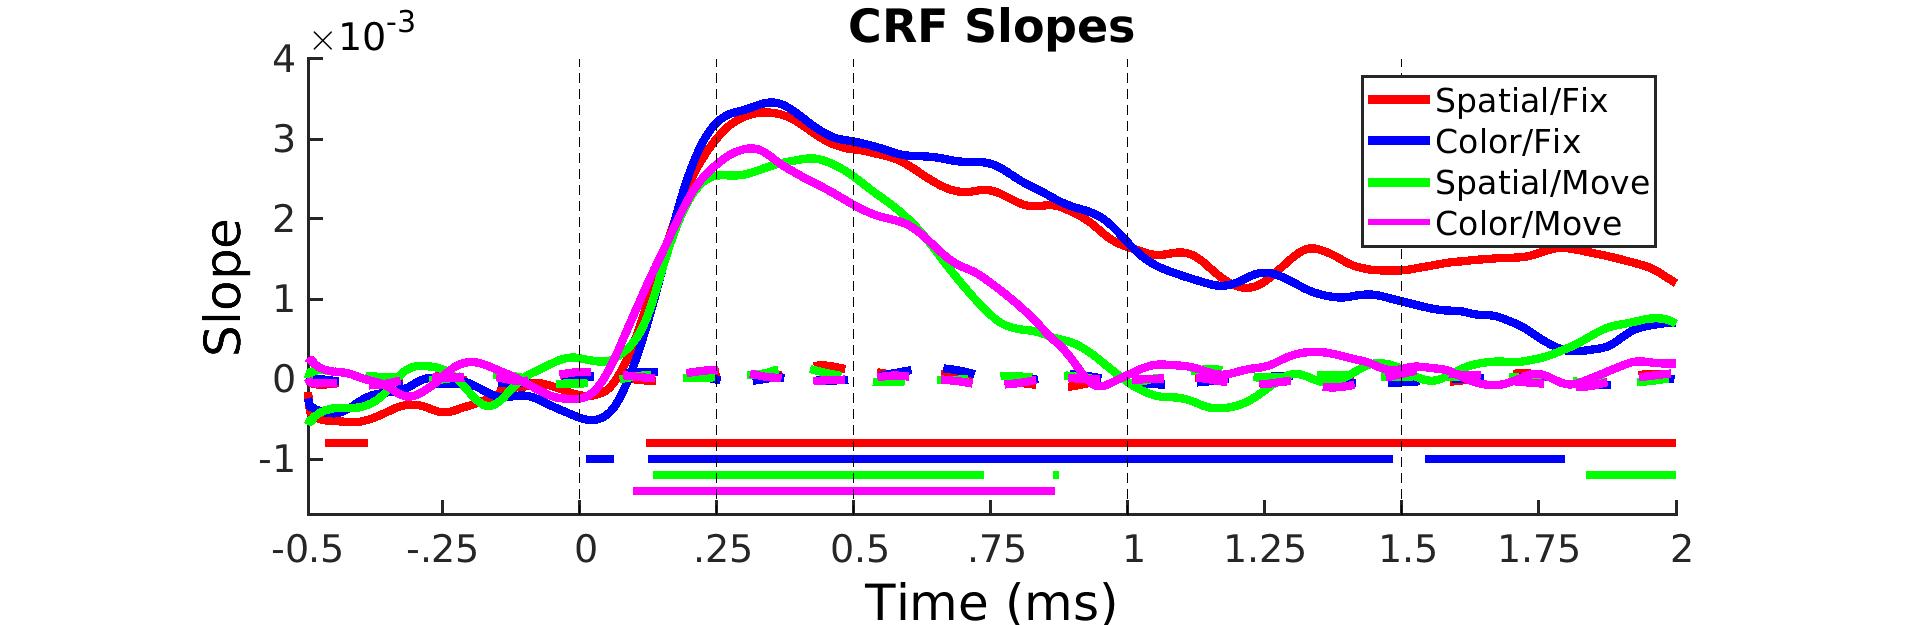 CRF Slopes
×10-3
4
3
2
1
0
-1
Slope
Spatial/Fix
Color/Fix
Spatial/Move
Color/Move
-0.5 -.25 0 .25 0.5 .75 1 1.25 1.5 1.75 2
Time (ms)